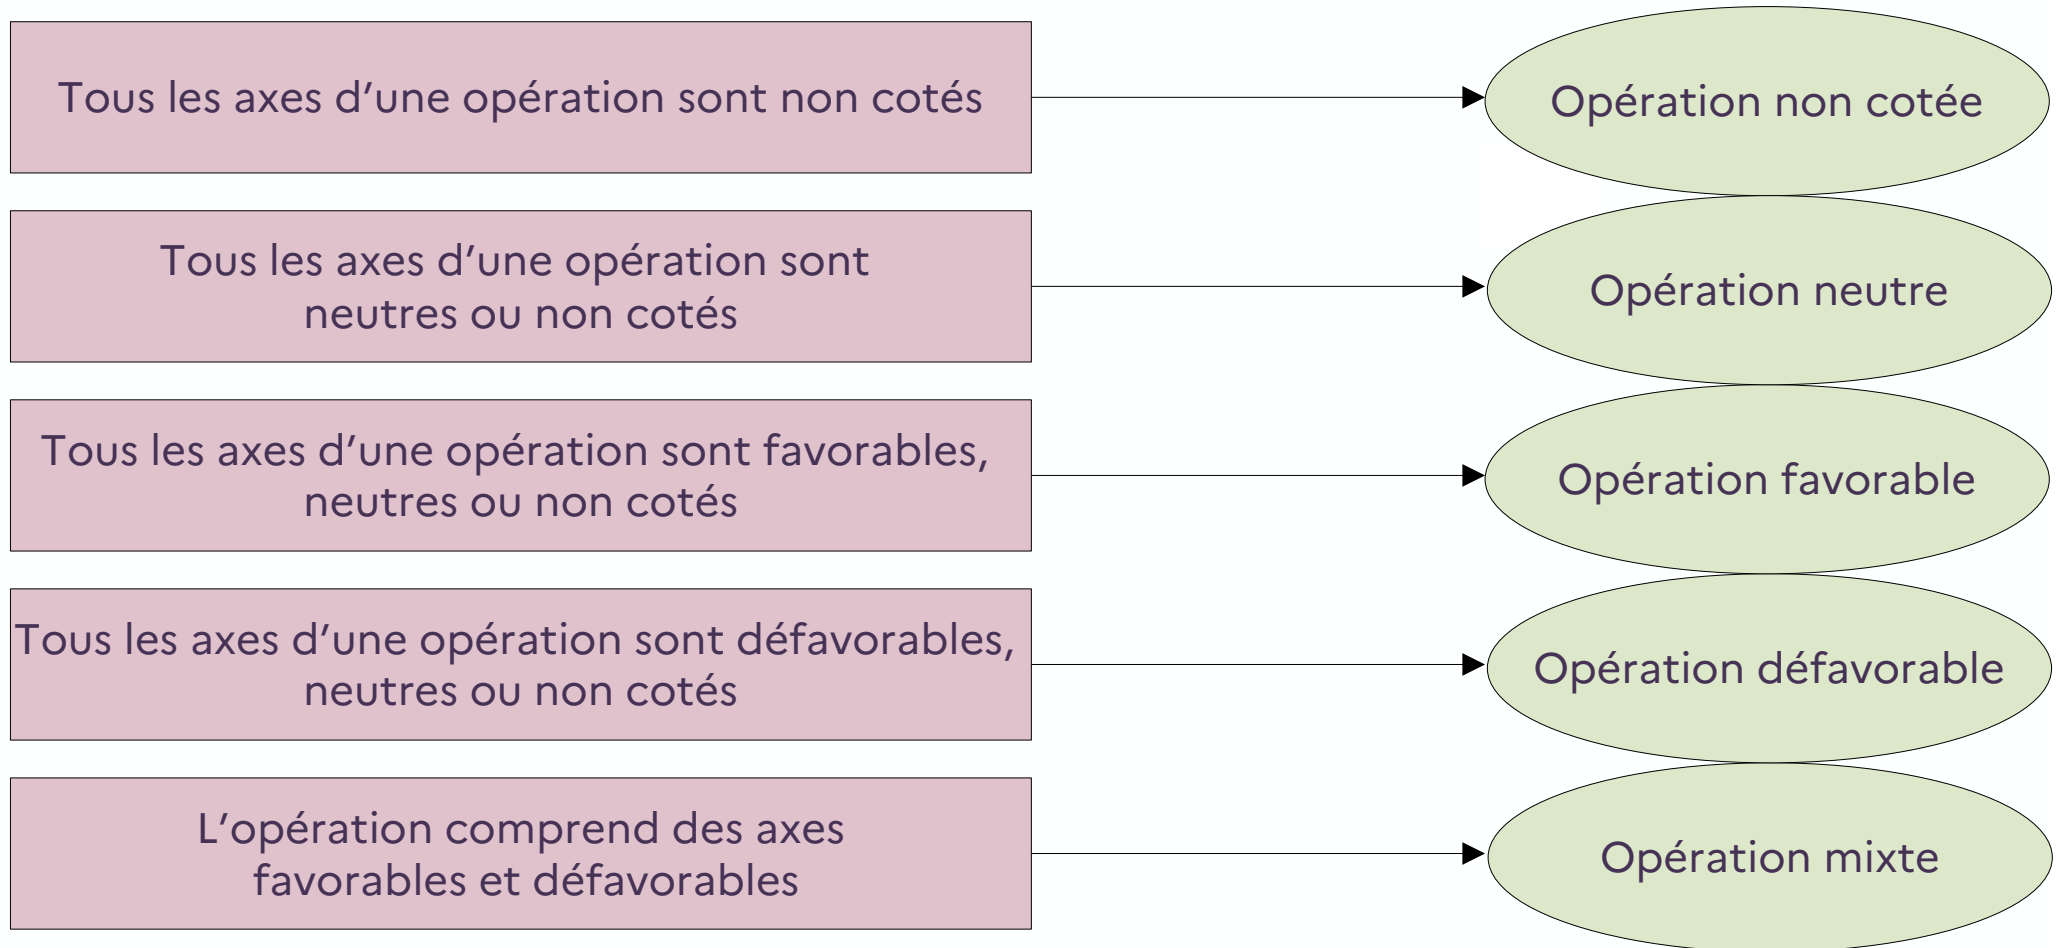 Tous les axes d’une opération sont non cotés
Opération non cotée
Tous les axes d’une opération sont
neutres ou non cotés
Opération neutre
Tous les axes d’une opération sont favorables,
neutres ou non cotés
Opération favorable
Tous les axes d’une opération sont défavorables,
neutres ou non cotés
Opération défavorable
L’opération comprend des axes
favorables et défavorables
Opération mixte